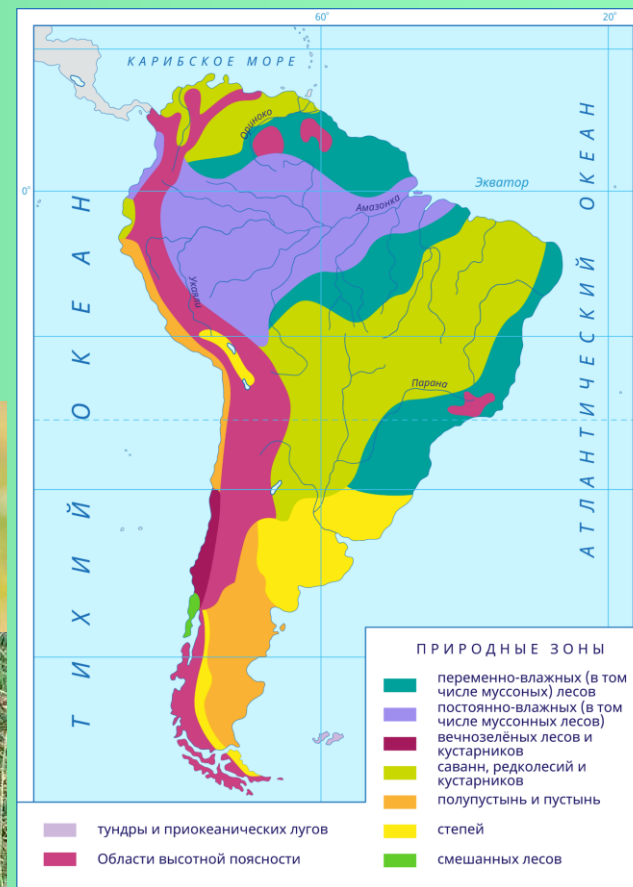 60°
20°
КАРИБСКОЕ МОРЕ
Ориноко
0°
Экватор
Амазонка
Укаяли
Парана
ТИХИЙ ОКЕАН
АТЛАНТИЧЕСКИЙ ОКЕАН
ПРИРОДНЫЕ ЗОНЫ
переменно-влажных (в том
числе муссоных) лесов
постоянно-влажных (в том
числе муссонных лесов)
вечнозелёных лесов и
кустарников
саванн, редколесий и
кустарников
полупустынь и пустынь
степей
смешанных лесов
тундры и приокеанических лугов
Области высотной поясности